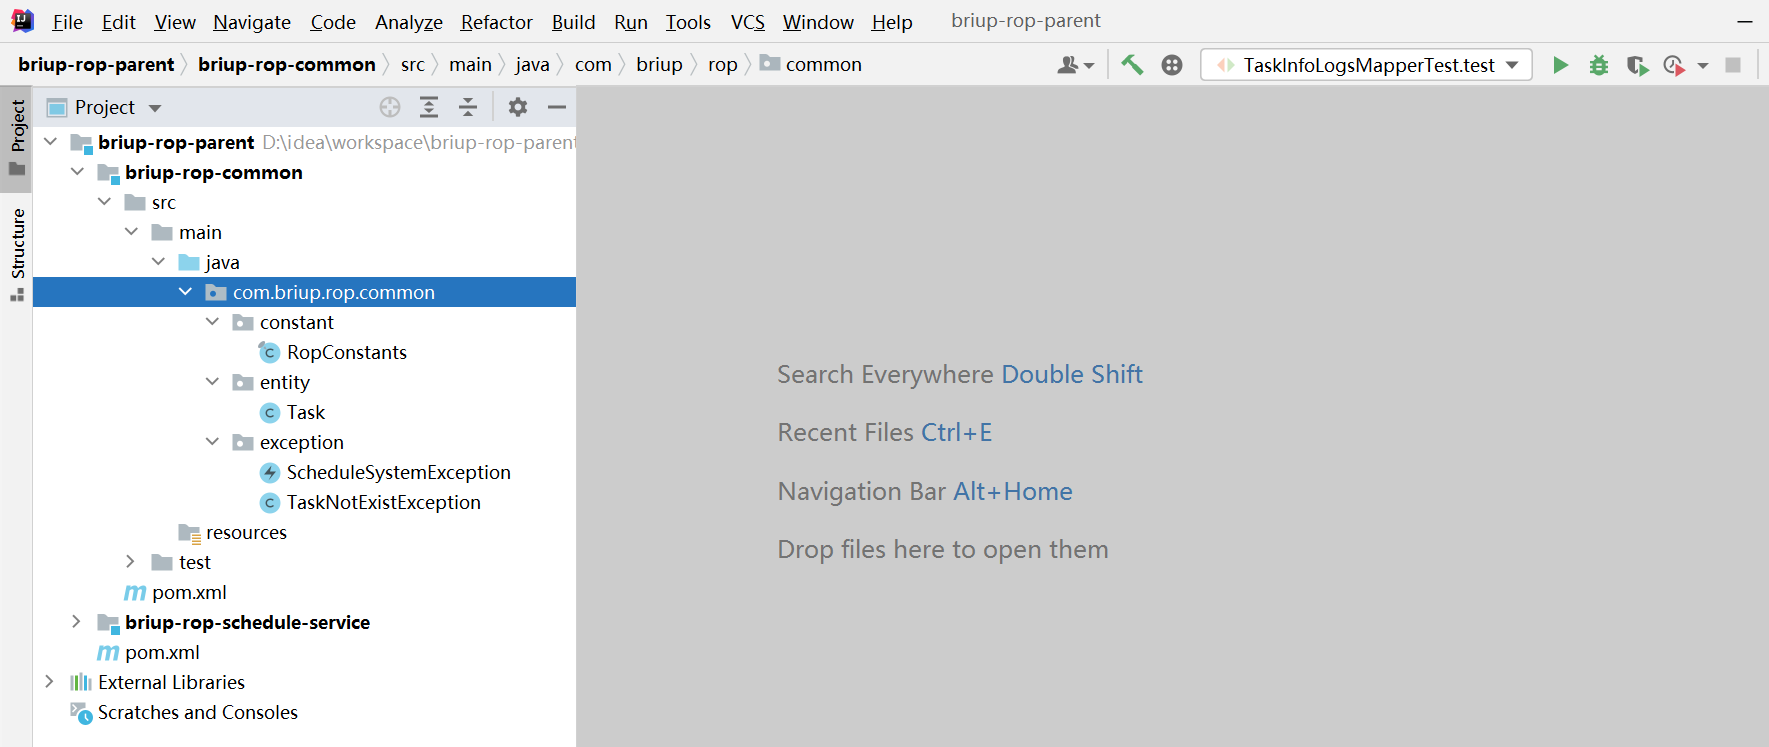 File Edit View Navigate Code Analyze Refactor Build Run Tools VCS Window Help briup-rop-parent
briup-rop-parent briup-rop-common src main java com briup rop common TaskInfoLogsMapperTest.test
Project
Project
Structure
briup-rop-parent D:\idea\workspace\briup-rop-parent
briup-rop-common
src
main
java
com.briup.rop.common
constant
RopConstants
entity
Task
exception
ScheduleSystemException
TaskNotExistException
resources
test
pom.xml
briup-rop-schedule-service
pom.xml
External Libraries
Scratches and Consoles
Search Everywhere Double Shift
Recent Files Ctrl+E
Navigation Bar Alt+Home
Drop files here to open them